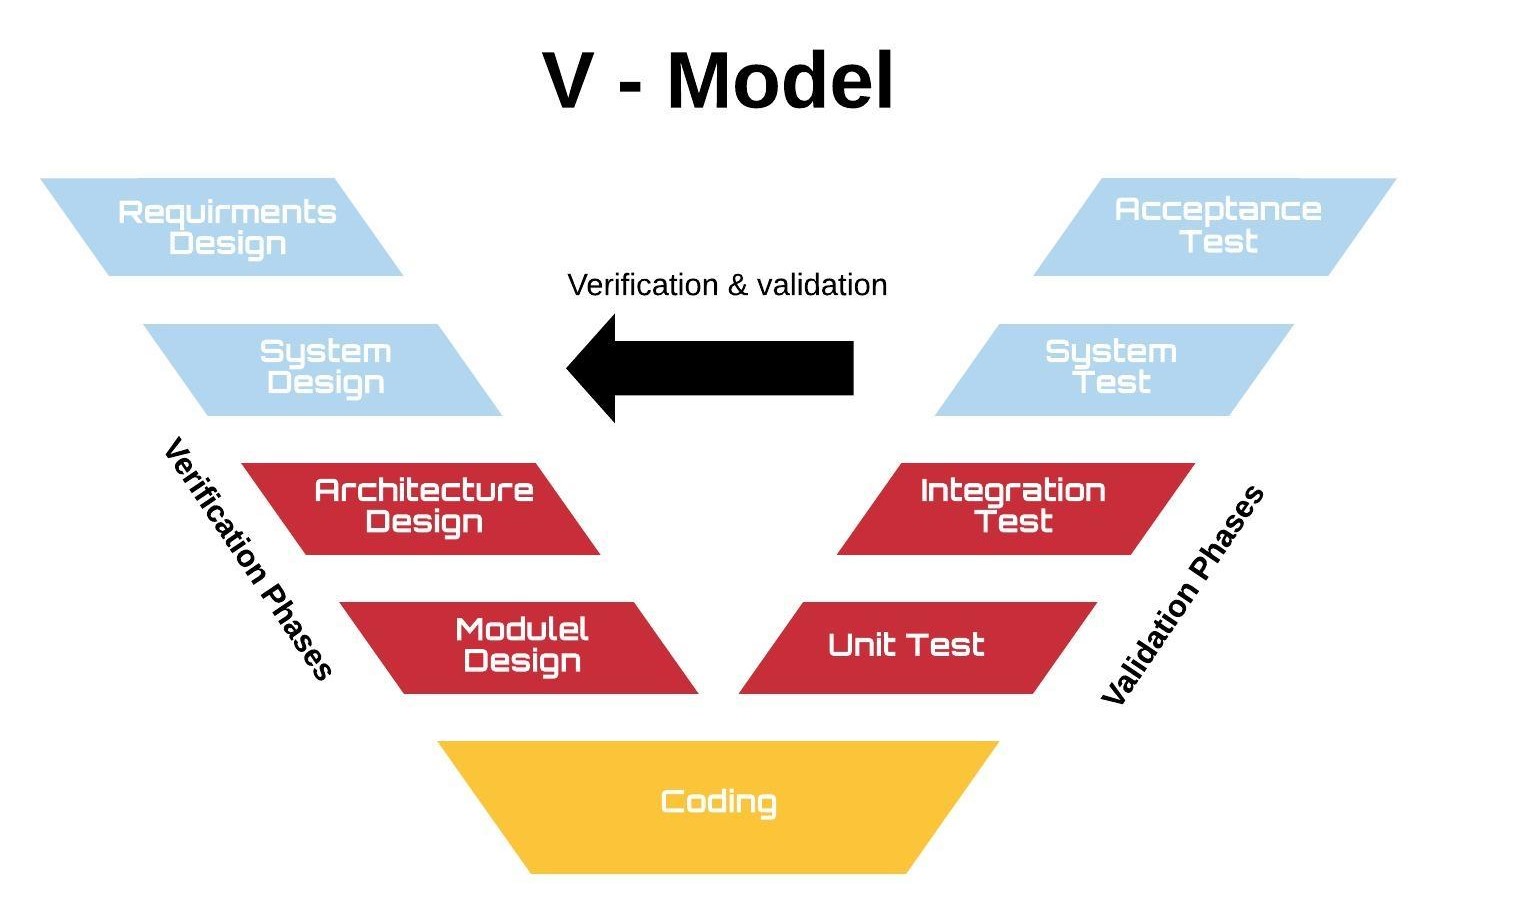 V - Model
Requirments
Design
Acceptance
Test
Verification & validation
System
Design
System
Test
Architecture
Design
Integration
Test
Verification Phases
Validation Phases
Modulel
Design
Unit Test
Coding